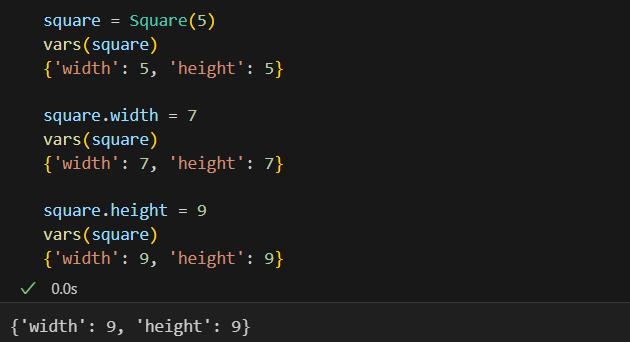 square = Square(5)
vars(square)
{'width': 5, 'height': 5}
square.width = 7
vars(square)
{'width': 7, 'height': 7}
square.height = 9
vars(square)
{'width': 9, 'height': 9}
0.0s
{'width': 9, 'height': 9}